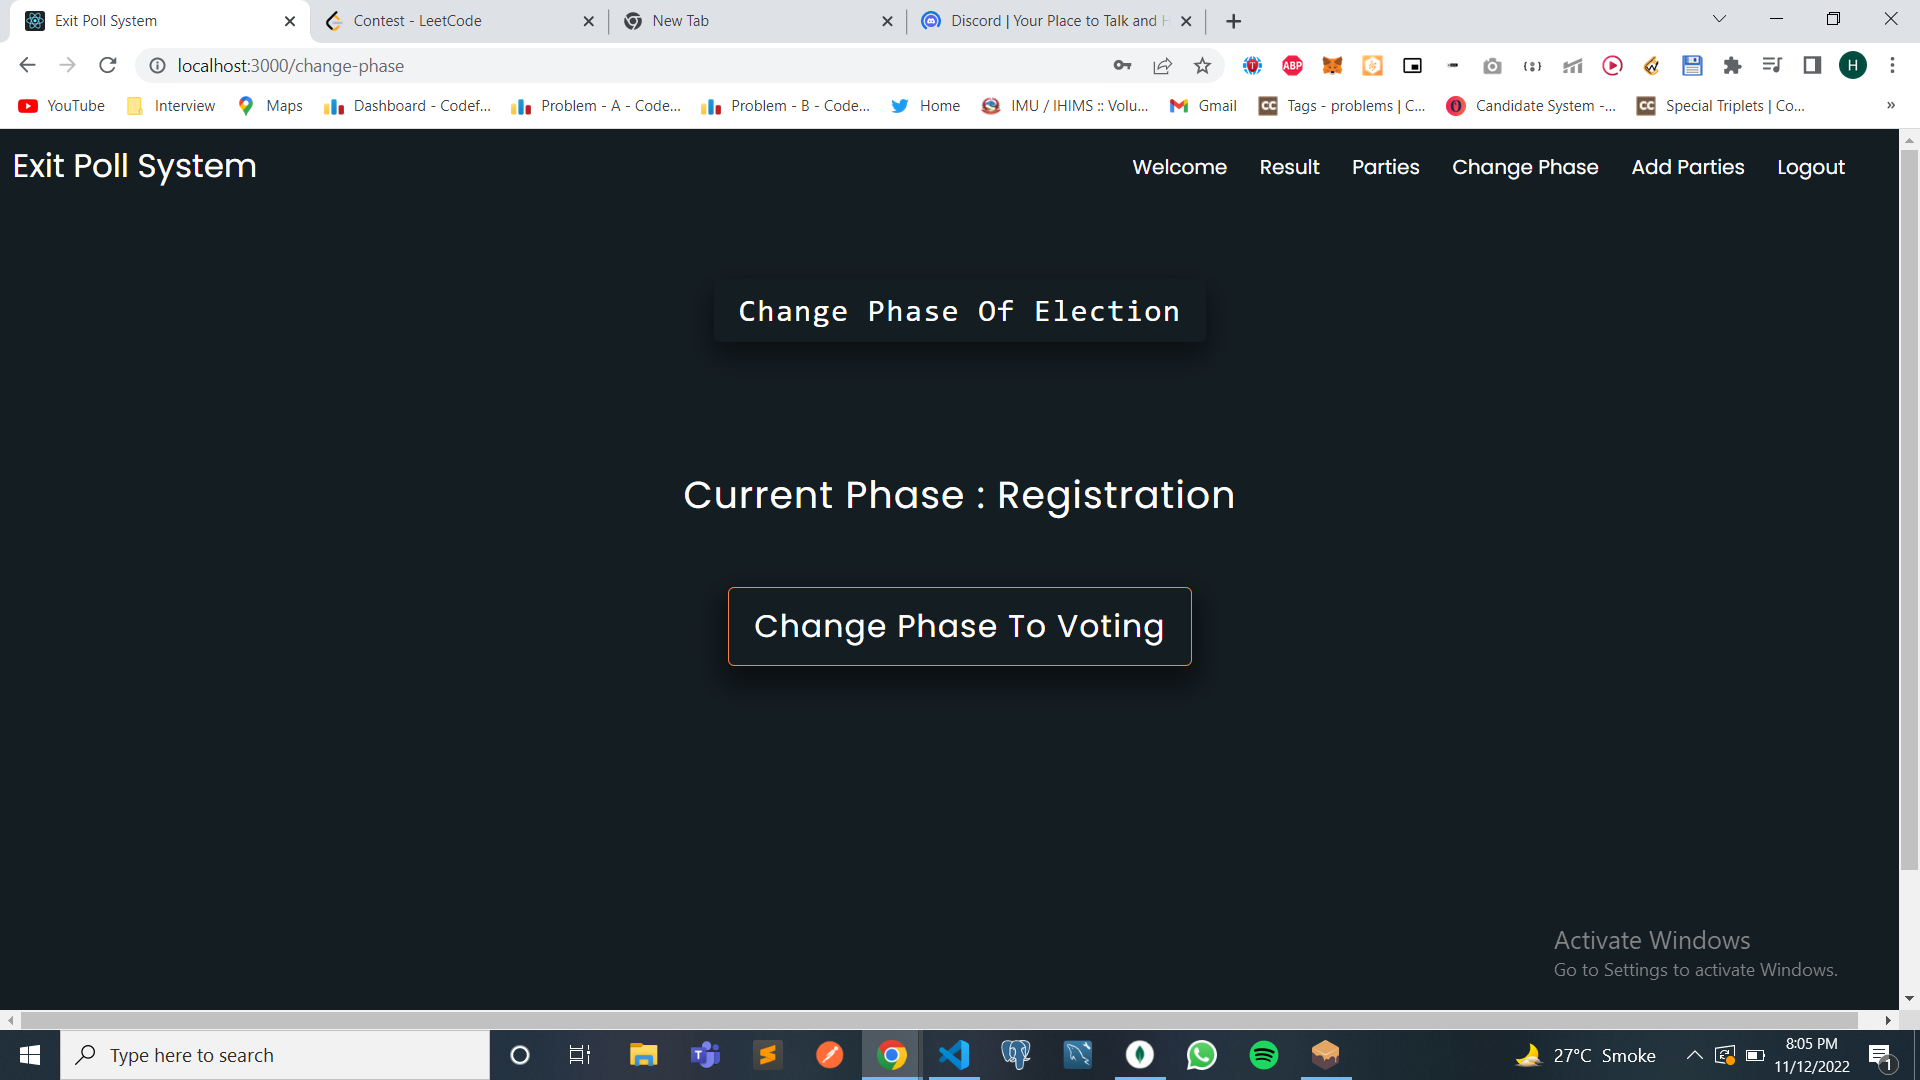 Exit Poll System
Contest - LeetCode
New Tab
Discord | Your Place to Talk and H
localhost:3000/change-phase
ABP
H
YouTube
Interview
Maps
Dashboard - Codef...
Problem - A - Code...
Problem - B - Code...
Home
IMU / IHIMS :: Volu...
Gmail
CC
Tags - problems | C...
Candidate System -...
CC
Special Triplets | Co...
»
Exit Poll System
Welcome
Result
Parties
Change Phase
Add Parties
Logout
Change Phase Of Election
Current Phase : Registration
Change Phase To Voting
Activate Windows
Go to Settings to activate Windows.
Type here to search
27°C Smoke
8:05 PM
11/12/2022
1